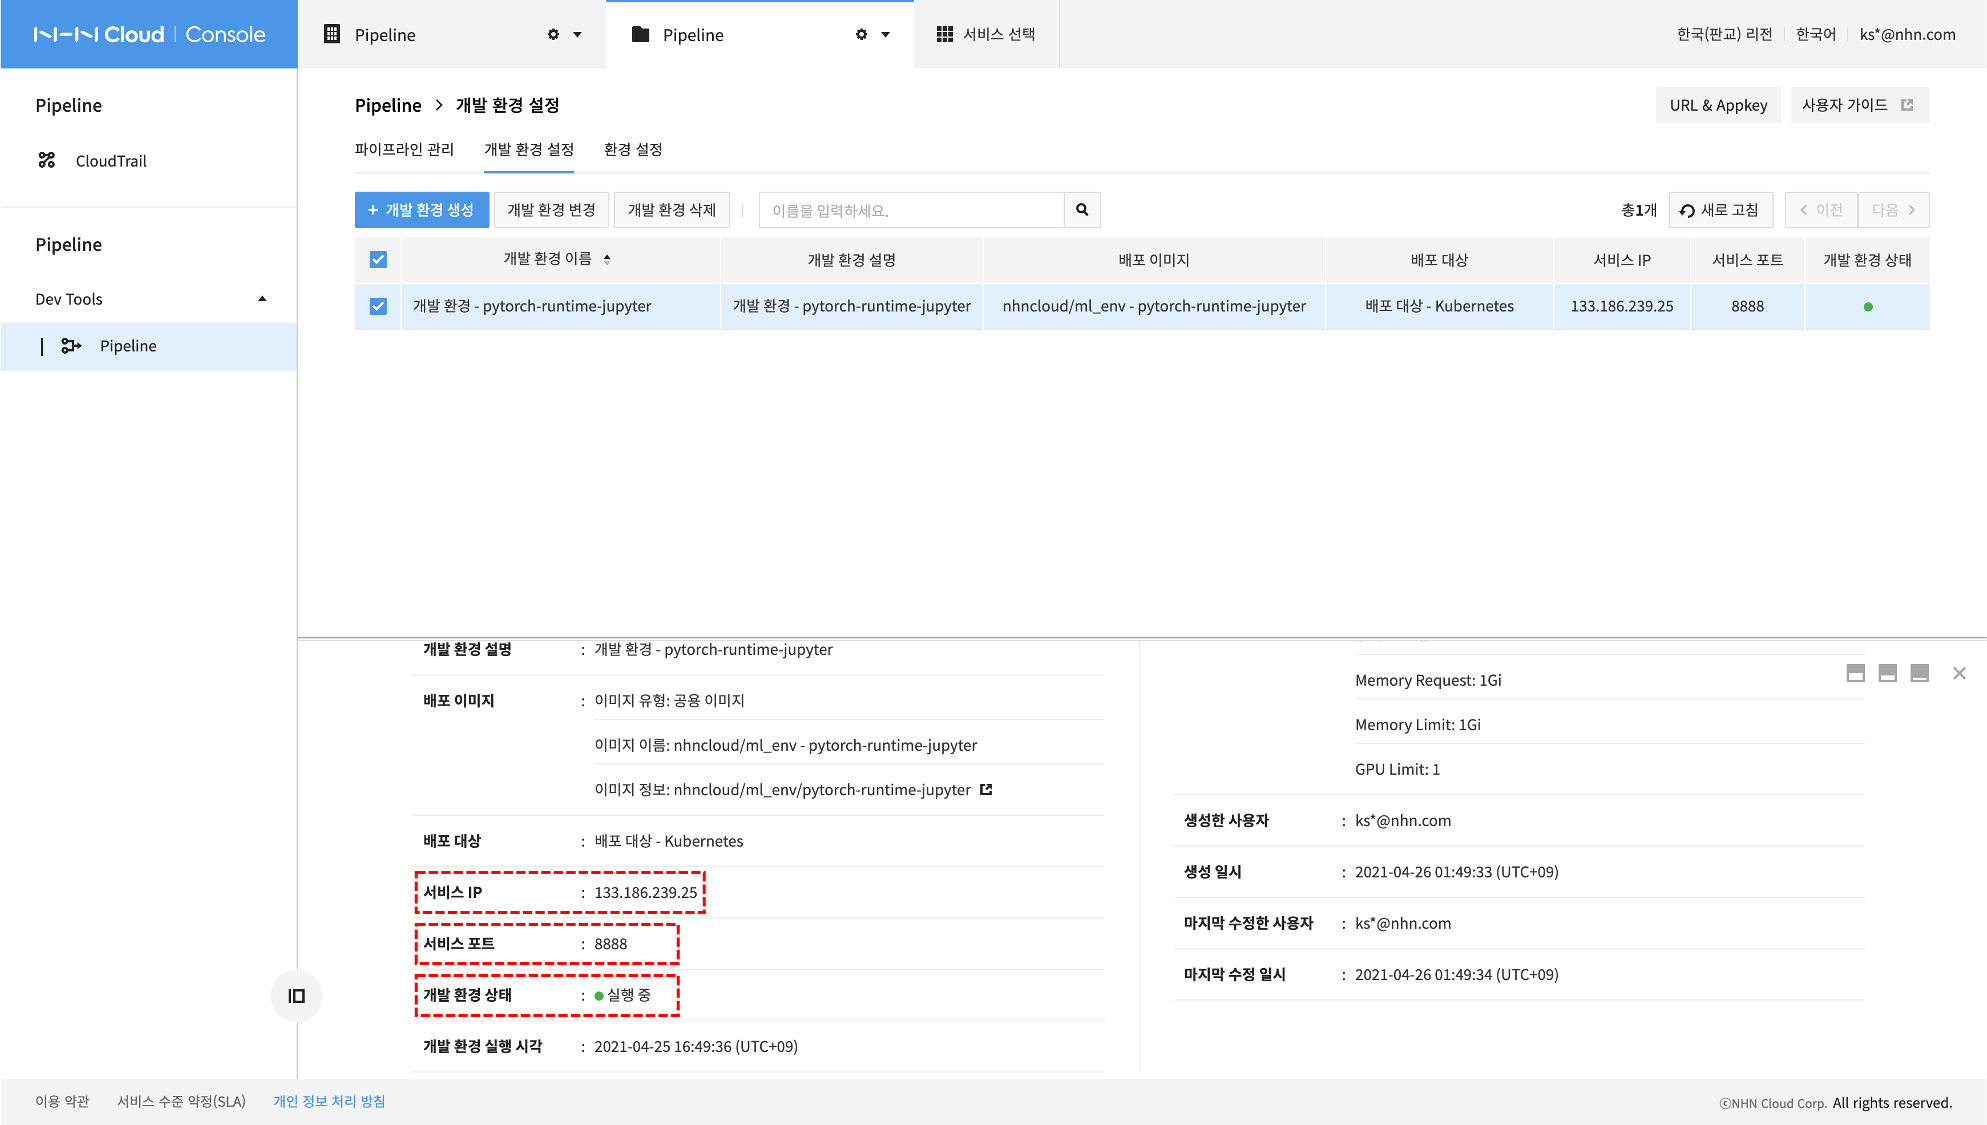 NHN Cloud | Console
Pipeline
Pipeline
서비스 선택
한국(판교) 리전
한국어
ks*@nhn.com
Pipeline
CloudTrail
Pipeline
Dev Tools
Pipeline
Pipeline > 개발 환경 설정
URL & Appkey
사용자 가이드
파이프라인 관리
개발 환경 설정
환경 설정
+ 개발 환경 생성
개발 환경 변경
개발 환경 삭제
이름을 입력하세요.
총1개
새로 고침
이전
다음
개발 환경 이름
개발 환경 설명
배포 이미지
배포 대상
서비스 IP
서비스 포트
개발 환경 상태
개발 환경 - pytorch-runtime-jupyter
개발 환경 - pytorch-runtime-jupyter
nhncloud/ml_env - pytorch-runtime-jupyter
배포 대상 - Kubernetes
133.186.239.25
8888
개발 환경 설명 : 개발 환경 - pytorch-runtime-jupyter
배포 이미지 : 이미지 유형: 공용 이미지
이미지 이름: nhncloud/ml_env - pytorch-runtime-jupyter
이미지 정보: nhncloud/ml_env/pytorch-runtime-jupyter
배포 대상 : 배포 대상 - Kubernetes
서비스 IP : 133.186.239.25
서비스 포트 : 8888
개발 환경 상태 : 실행 중
개발 환경 실행 시각 : 2021-04-25 16:49:36 (UTC+09)
Memory Request: 1Gi
Memory Limit: 1Gi
GPU Limit: 1
생성한 사용자 : ks*@nhn.com
생성 일시 : 2021-04-26 01:49:33 (UTC+09)
마지막 수정한 사용자 : ks*@nhn.com
마지막 수정 일시 : 2021-04-26 01:49:34 (UTC+09)
이용 약관
서비스 수준 약정(SLA)
개인 정보 처리 방침
ⓒNHN Cloud Corp. All rights reserved.